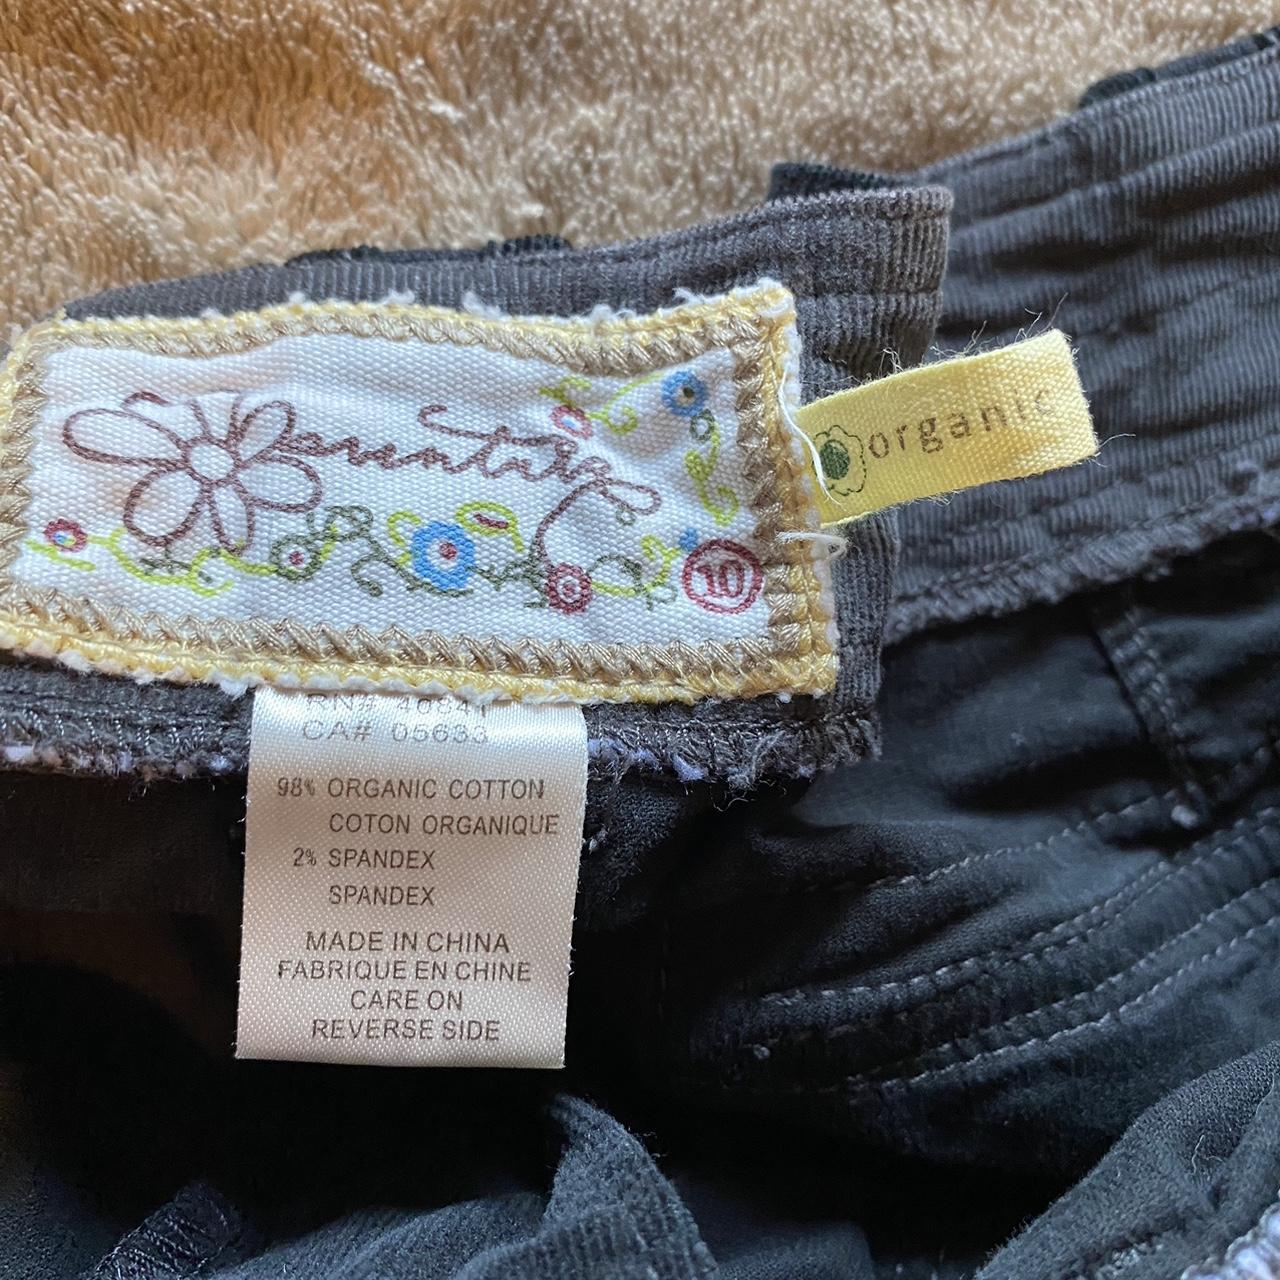 organic
10
RN# 40841
CA# 05633
98% ORGANIC COTTON
COTON ORGANIQUE
2% SPANDEX
SPANDEX
MADE IN CHINA
FABRIQUE EN CHINE
CARE ON
REVERSE SIDE